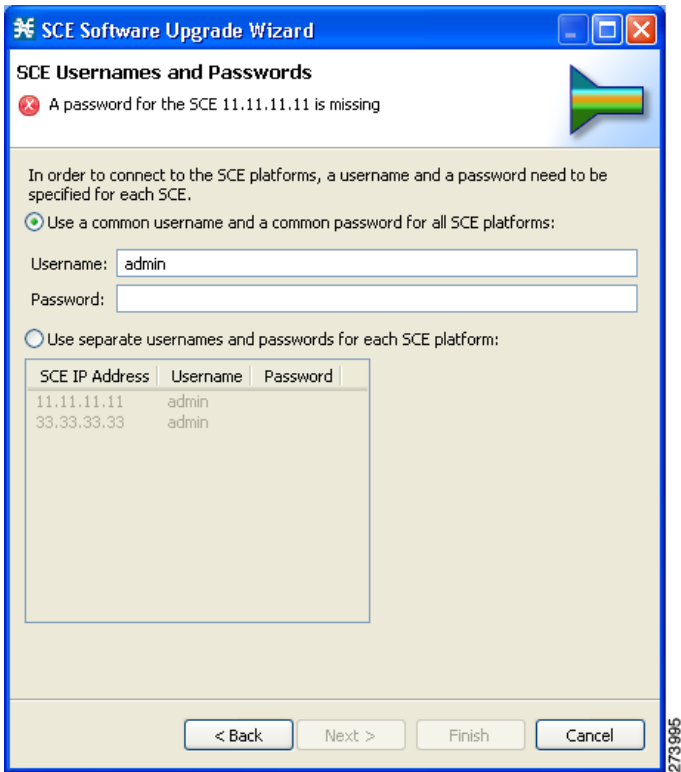 SCE Software Upgrade Wizard
SCE Usernames and Passwords
A password for the SCE 11.11.11.11 is missing
In order to connect to the SCE platforms, a username and a password need to be
specified for each SCE.
Use a common username and a common password for all SCE platforms:
Username: admin
Password:
Use separate usernames and passwords for each SCE platform:
SCE IP Address Username Password
11.11.11.11 admin
33.33.33.33 admin
< Back Next > Finish Cancel
273995